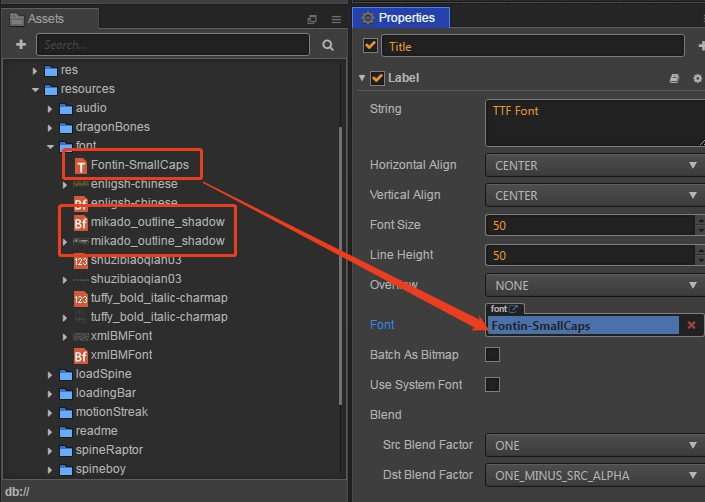 Assets
Search...
res
resources
audio
dragonBones
font
Fontin-SmallCaps
enligsh-chinese
enligsh-chinese
mikado_outline_shadow
mikado_outline_shadow
shuzibiaoqian03
shuzibiaoqian03
tuffy_bold_italic-charmap
tuffy_bold_italic-charmap
xmlBMFont
xmlBMFont
loadSpine
loadingBar
motionStreak
readme
spineRaptor
spineboy
db://
Properties
Title
Label
String
TTF Font
Horizontal Align CENTER
Vertical Align CENTER
Font Size 50
Line Height 50
Overflow NONE
font
Font Fontin-SmallCaps
Batch As Bitmap
Use System Font
Blend
Src Blend Factor ONE
Dst Blend Factor ONE_MINUS_SRC_ALPHA